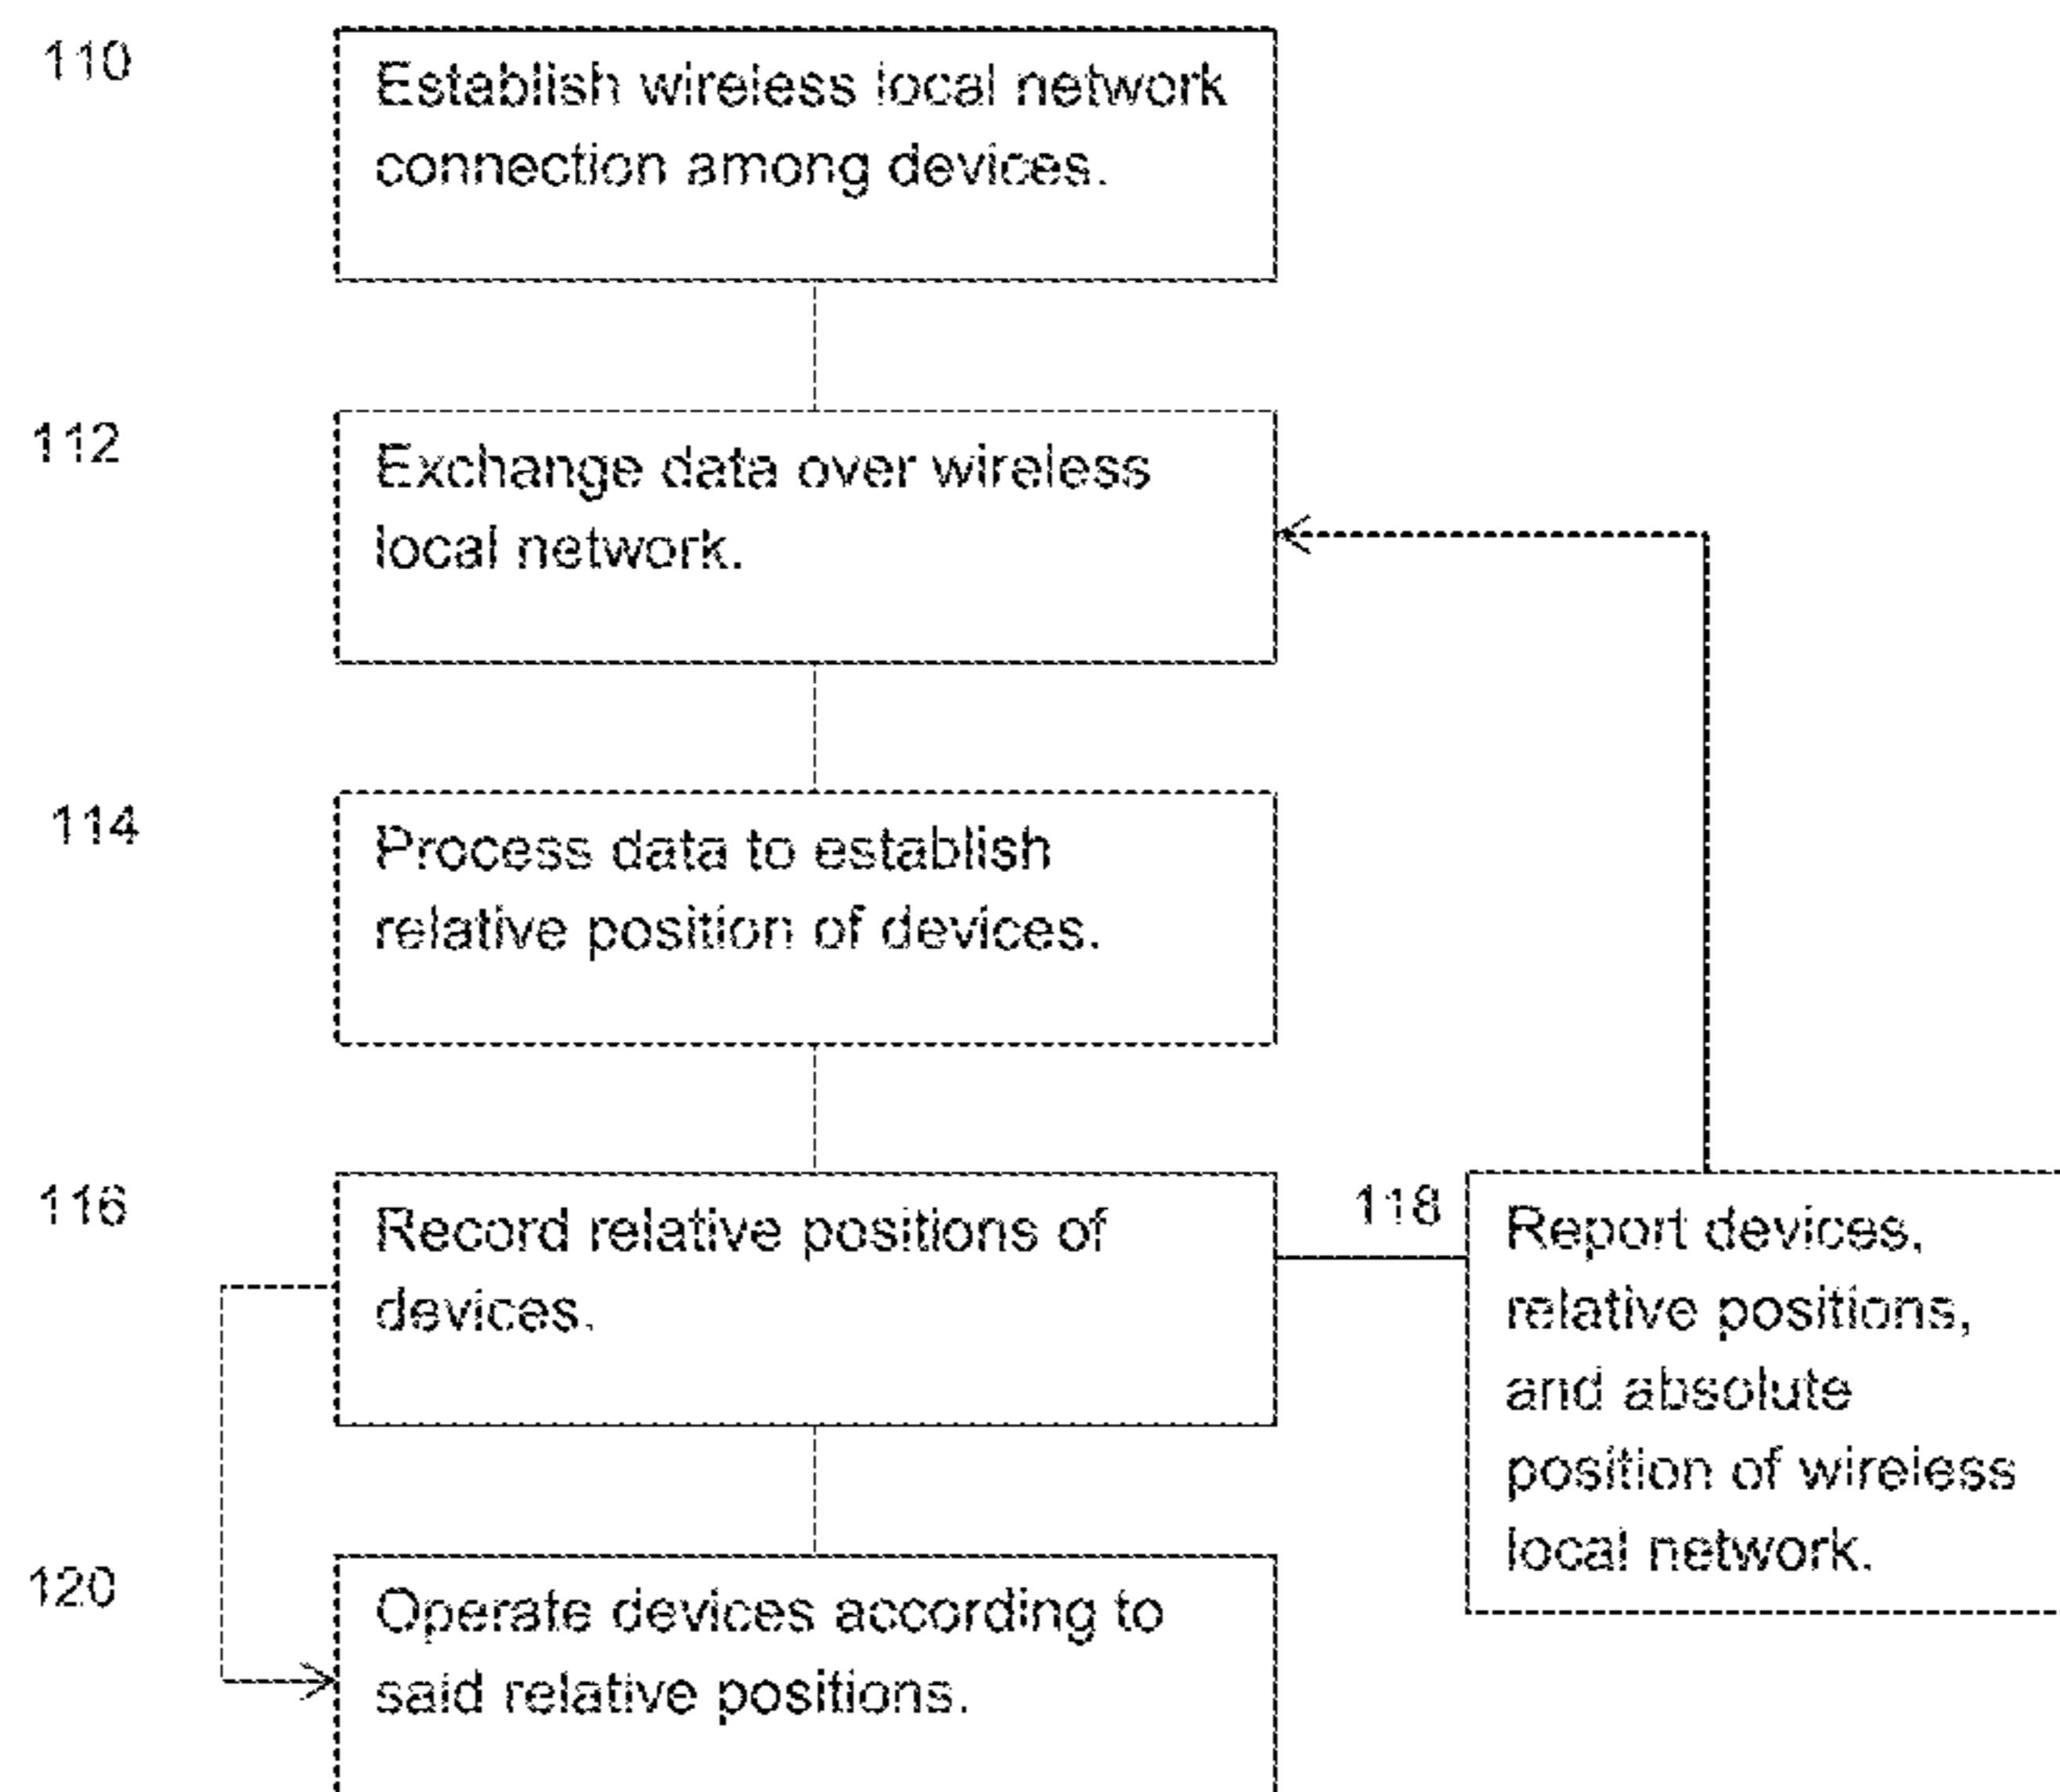 110
Establish wireless local network
connection among devices.
112
Exchange data over wireless
local network.
114
Process data to establish
relative position of devices.
116
Record relative positions of
devices.
118
Report devices,
relative positions,
and absolute
position of wireless
local network.
120
Operate devices according to
said relative positions.